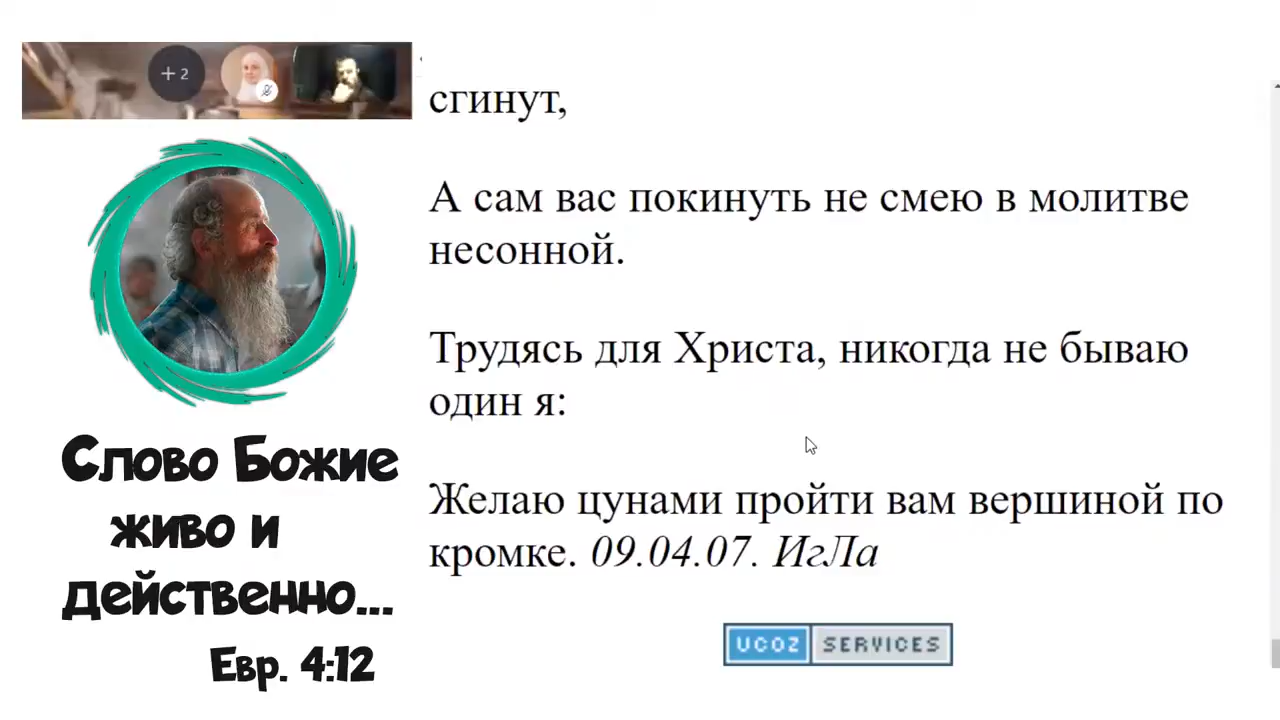 +2
сгинут,
А сам вас покинуть не смею в молитве
несонной.
Трудясь для Христа, никогда не бываю
один я:
Желаю цунами пройти вам вершиной по
кромке. 09.04.07. ИгЛа
UCOZ SERVICES
Слово Божие
живо и
действенно...
Евр. 4:12